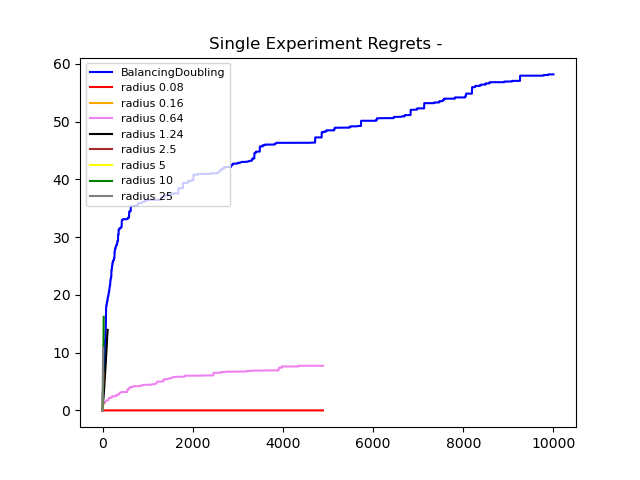 Single Experiment Regrets -
BalancingDoubling
radius 0.08
radius 0.16
radius 0.64
radius 1.24
radius 2.5
radius 5
radius 10
radius 25
60
50
40
30
20
10
0
0 2000 4000 6000 8000 10000